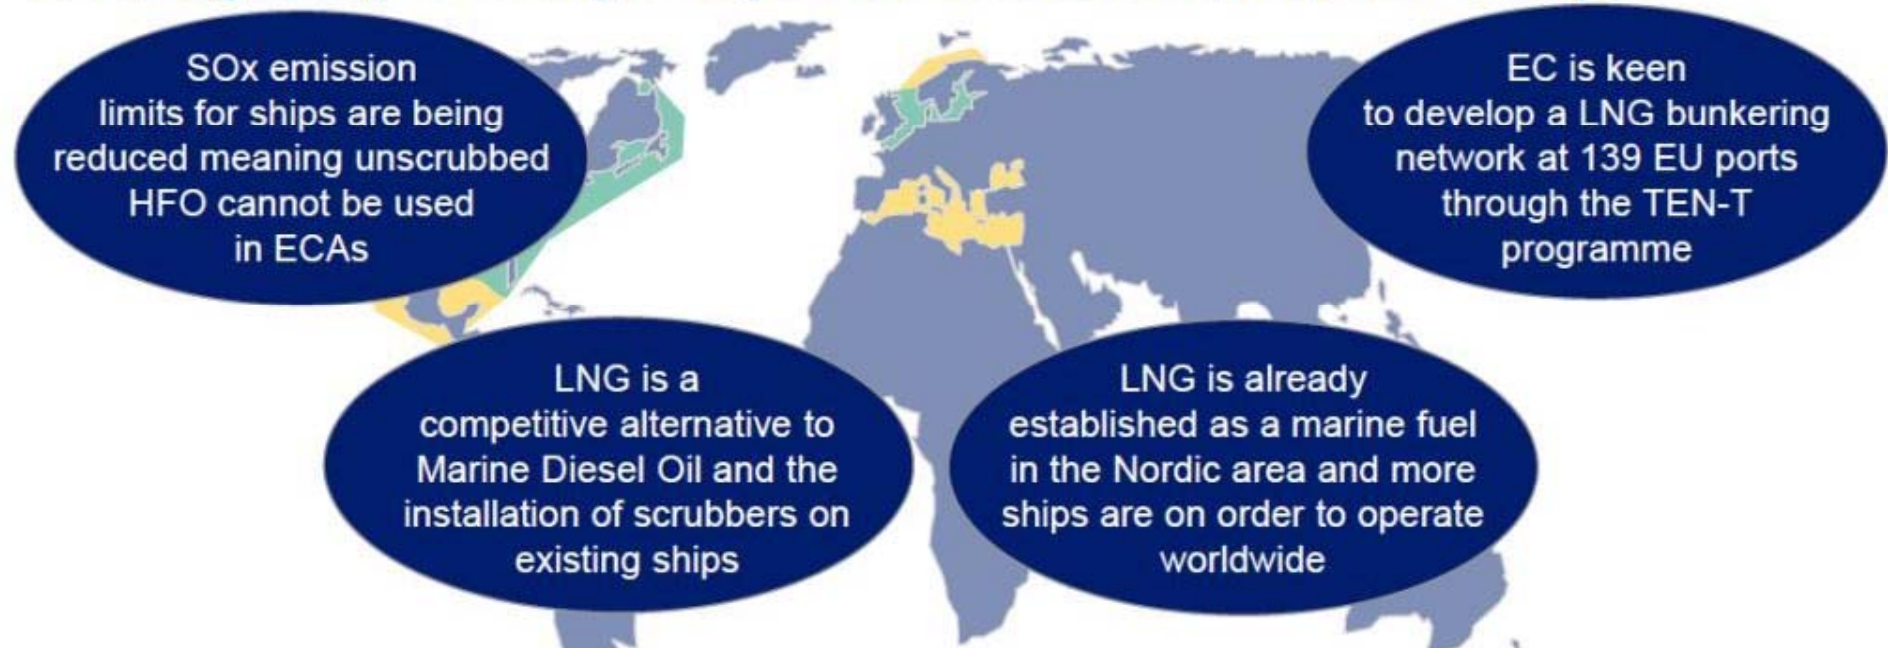 SOx emission
limits for ships are being
reduced meaning unscrubbed
HFO cannot be used
in ECAs
EC is keen
to develop a LNG bunkering
network at 139 EU ports
through the TEN-T
programme
LNG is a
competitive alternative to
Marine Diesel Oil and the
installation of scrubbers on
existing ships
LNG is already
established as a marine fuel
in the Nordic area and more
ships are on order to operate
worldwide